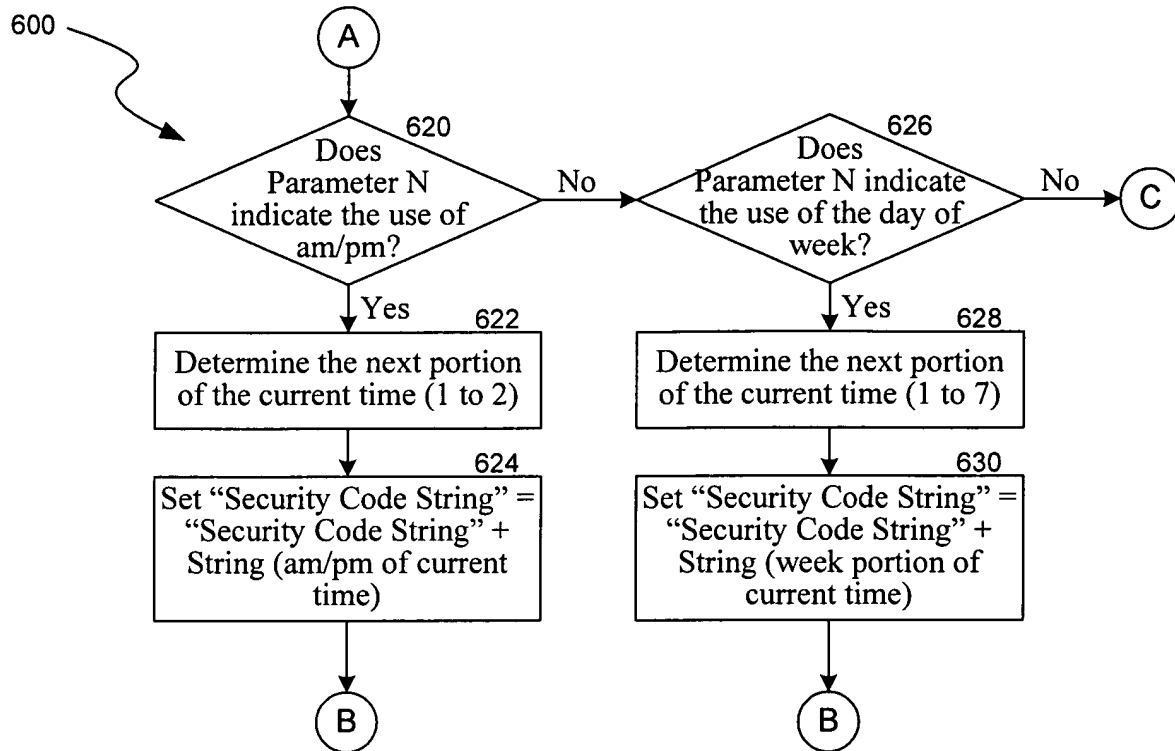 600
A
620
Does
Parameter N
indicate the use of
am/pm?
No
626
Does
Parameter N indicate
the use of the day of
week?
No
C
Yes
622
Determine the next portion
of the current time (1 to 2)
Yes
628
Determine the next portion
of the current time (1 to 7)
624
Set “Security Code String” =
“Security Code String” +
String (am/pm of current
time)
630
Set “Security Code String” =
“Security Code String” +
String (week portion of
current time)
B
B